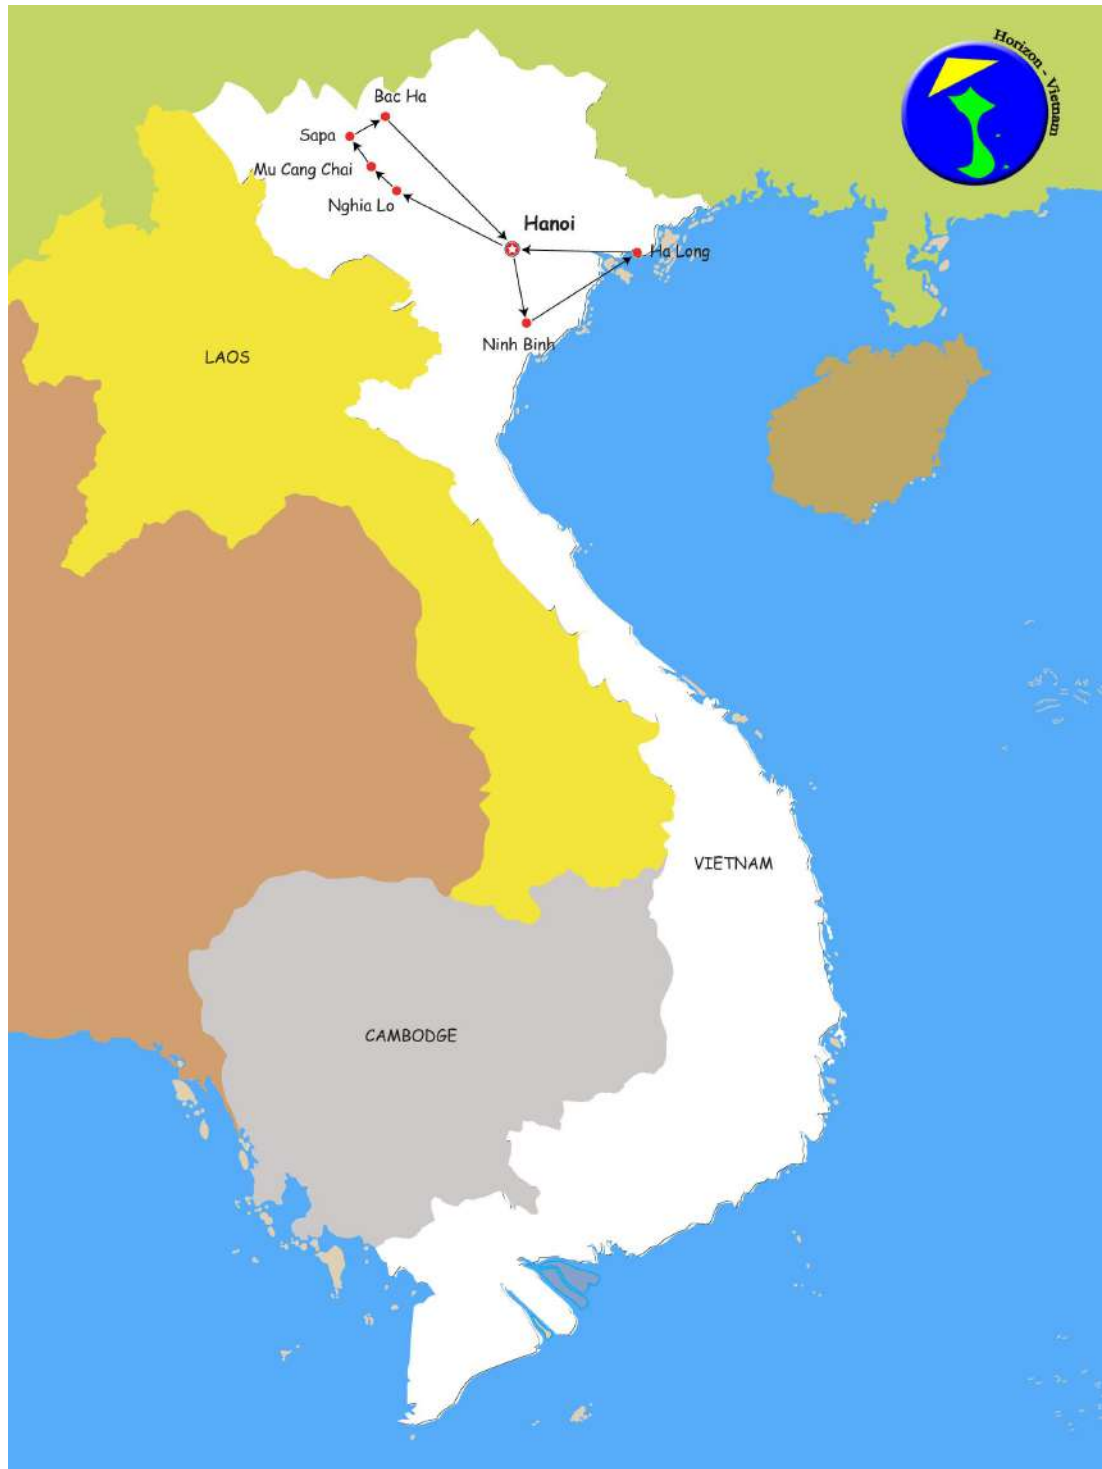 Horizon - Vietnam
Bac Ha
Sapa
Mu Cang Chai
Nghia Lo
Hanoi
Ha Long
Ninh Binh
LAOS
VIETNAM
CAMBODGE